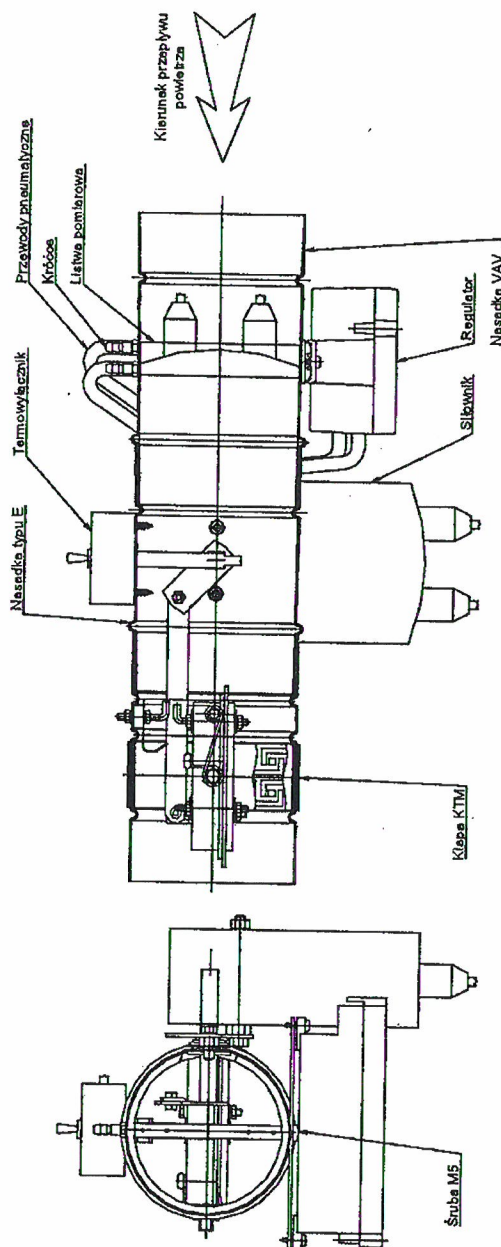 Kierunek przepływu
powietrza
Przewody pneumatyczne
Króćce
Listwa pomiarowa
Termowyłącznik
Nasadka typu E
Nasadka VAV
Regulator
Siłownik
Klapa KTM
Śruba M5